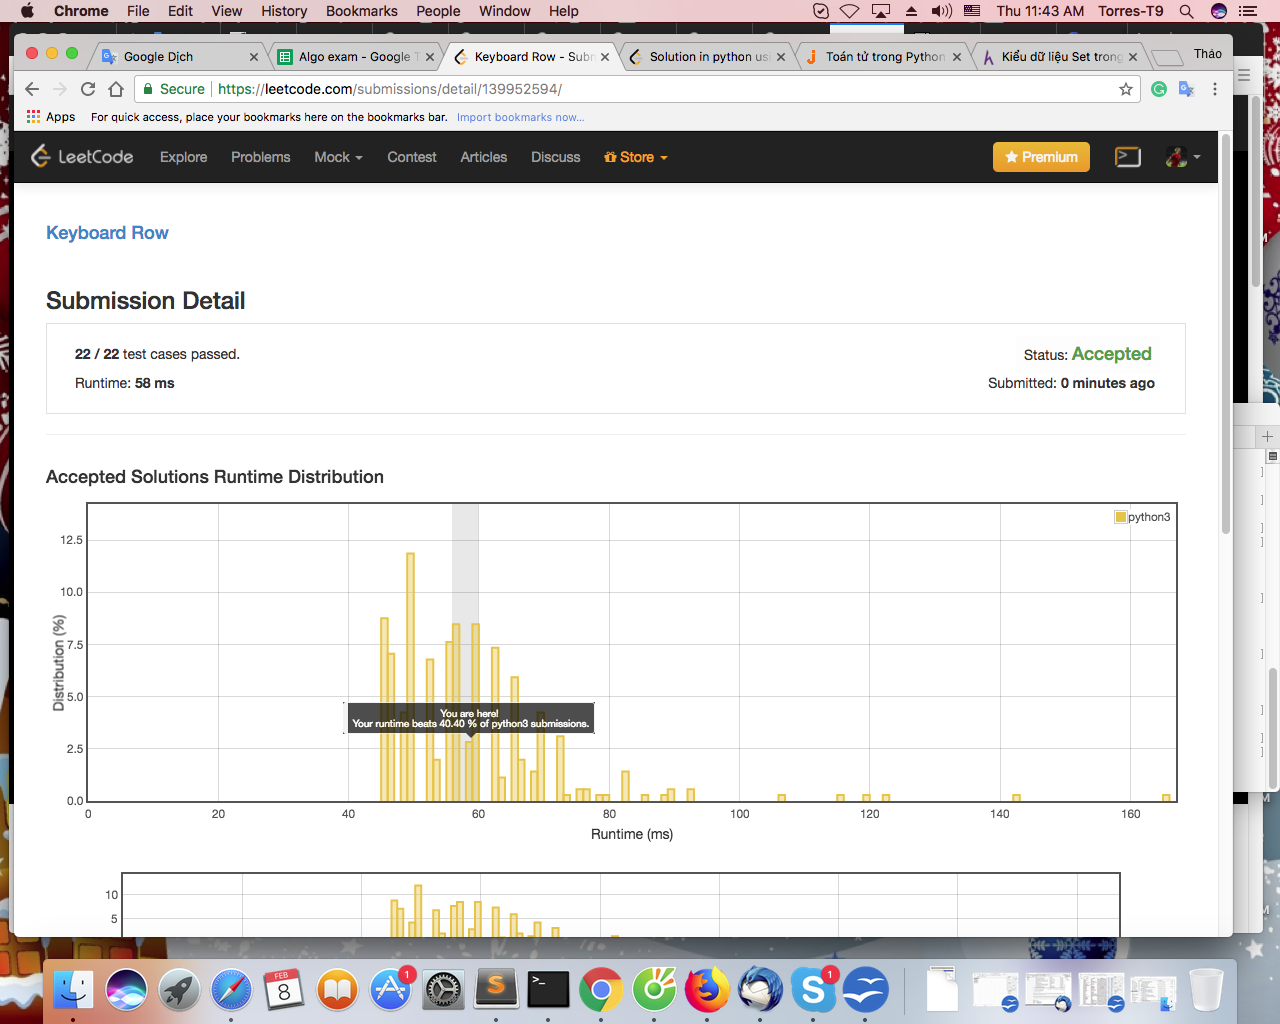 Chrome File Edit View History Bookmarks People Window Help Thu 11:43 AM Torres-T9
Google Dịch Algo exam - Google T Keyboard Row - Subn Solution in python us Toán tử trong Python Kiểu dữ liệu Set trong Thảo
Secure https://leetcode.com/submissions/detail/139952594/
Apps For quick access, place your bookmarks here on the bookmarks bar. Import bookmarks now...
LeetCode Explore Problems Mock Contest Articles Discuss Store Premium
Keyboard Row
Submission Detail
22 / 22 test cases passed. Status: Accepted
Runtime: 58 ms Submitted: 0 minutes ago
Accepted Solutions Runtime Distribution
python3
12.5
10.0
7.5
5.0
2.5
0.0
Distribution (%)
You are here!
Your runtime beats 40.40 % of python3 submissions.
0 20 40 60 80 100 120 140 160
Runtime (ms)
10
5
FEB
8
1
1